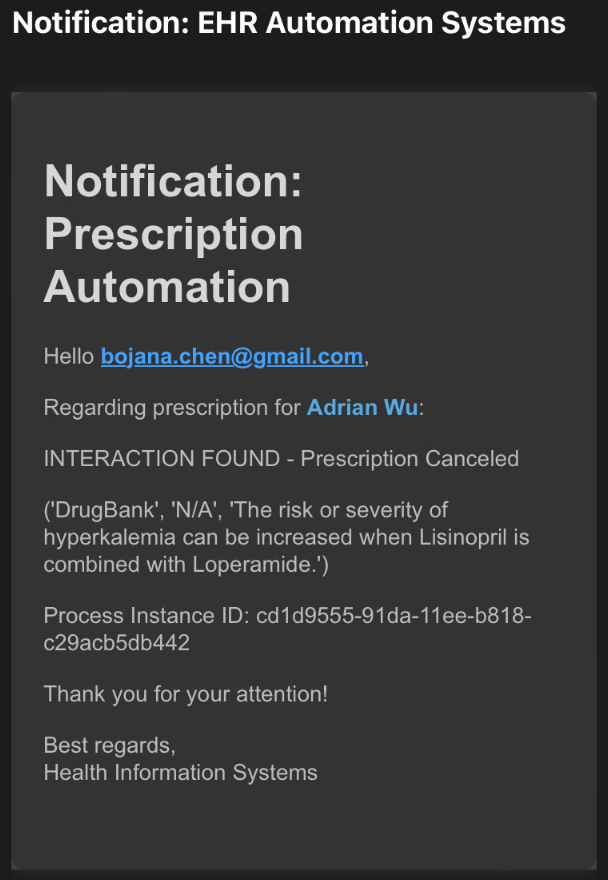 Notification: EHR Automation Systems
Notification:
Prescription
Automation
Hello bojana.chen@gmail.com,
Regarding prescription for Adrian Wu:
INTERACTION FOUND - Prescription Canceled
('DrugBank', 'N/A', 'The risk or severity of
hyperkalemia can be increased when Lisinopril is
combined with Loperamide.')
Process Instance ID: cd1d9555-91da-11ee-b818-
c29acb5db442
Thank you for your attention!
Best regards,
Health Information Systems